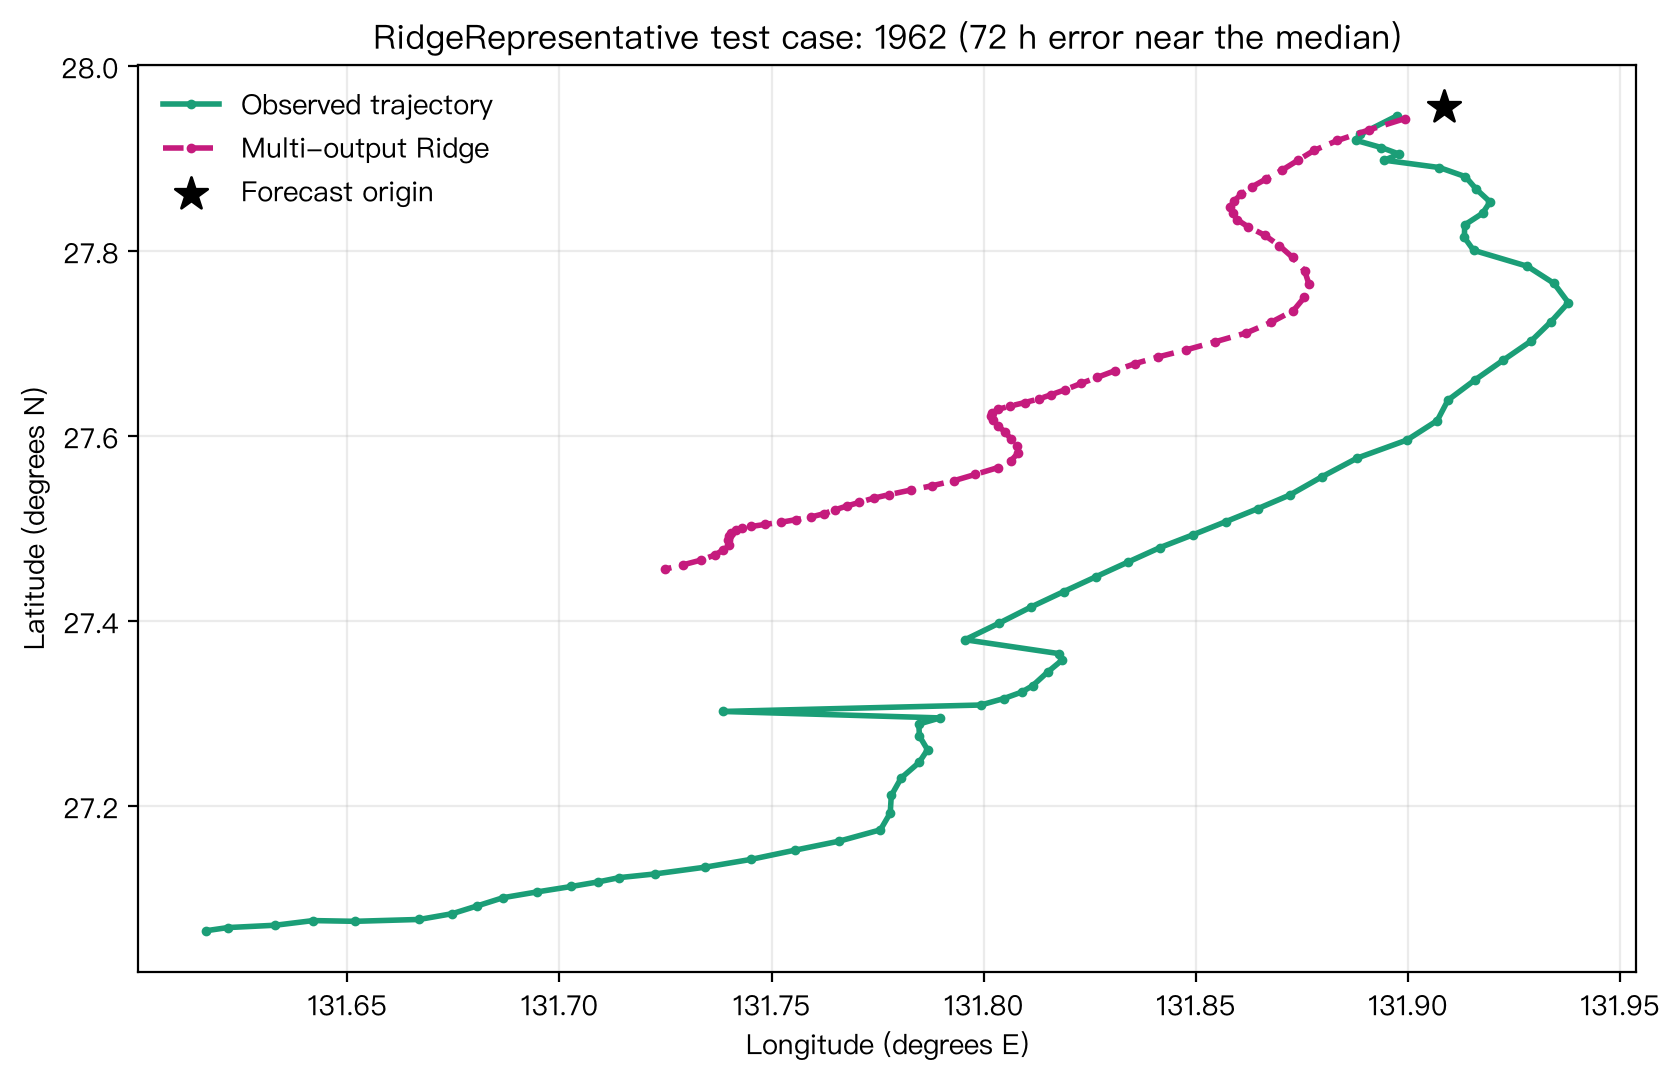 RidgeRepresentative test case: 1962 (72 h error near the median)
Observed trajectory
Multi-output Ridge
Forecast origin
Latitude (degrees N)
28.0
27.8
27.6
27.4
27.2
131.65
131.70
131.75
131.80
131.85
131.90
131.95
Longitude (degrees E)